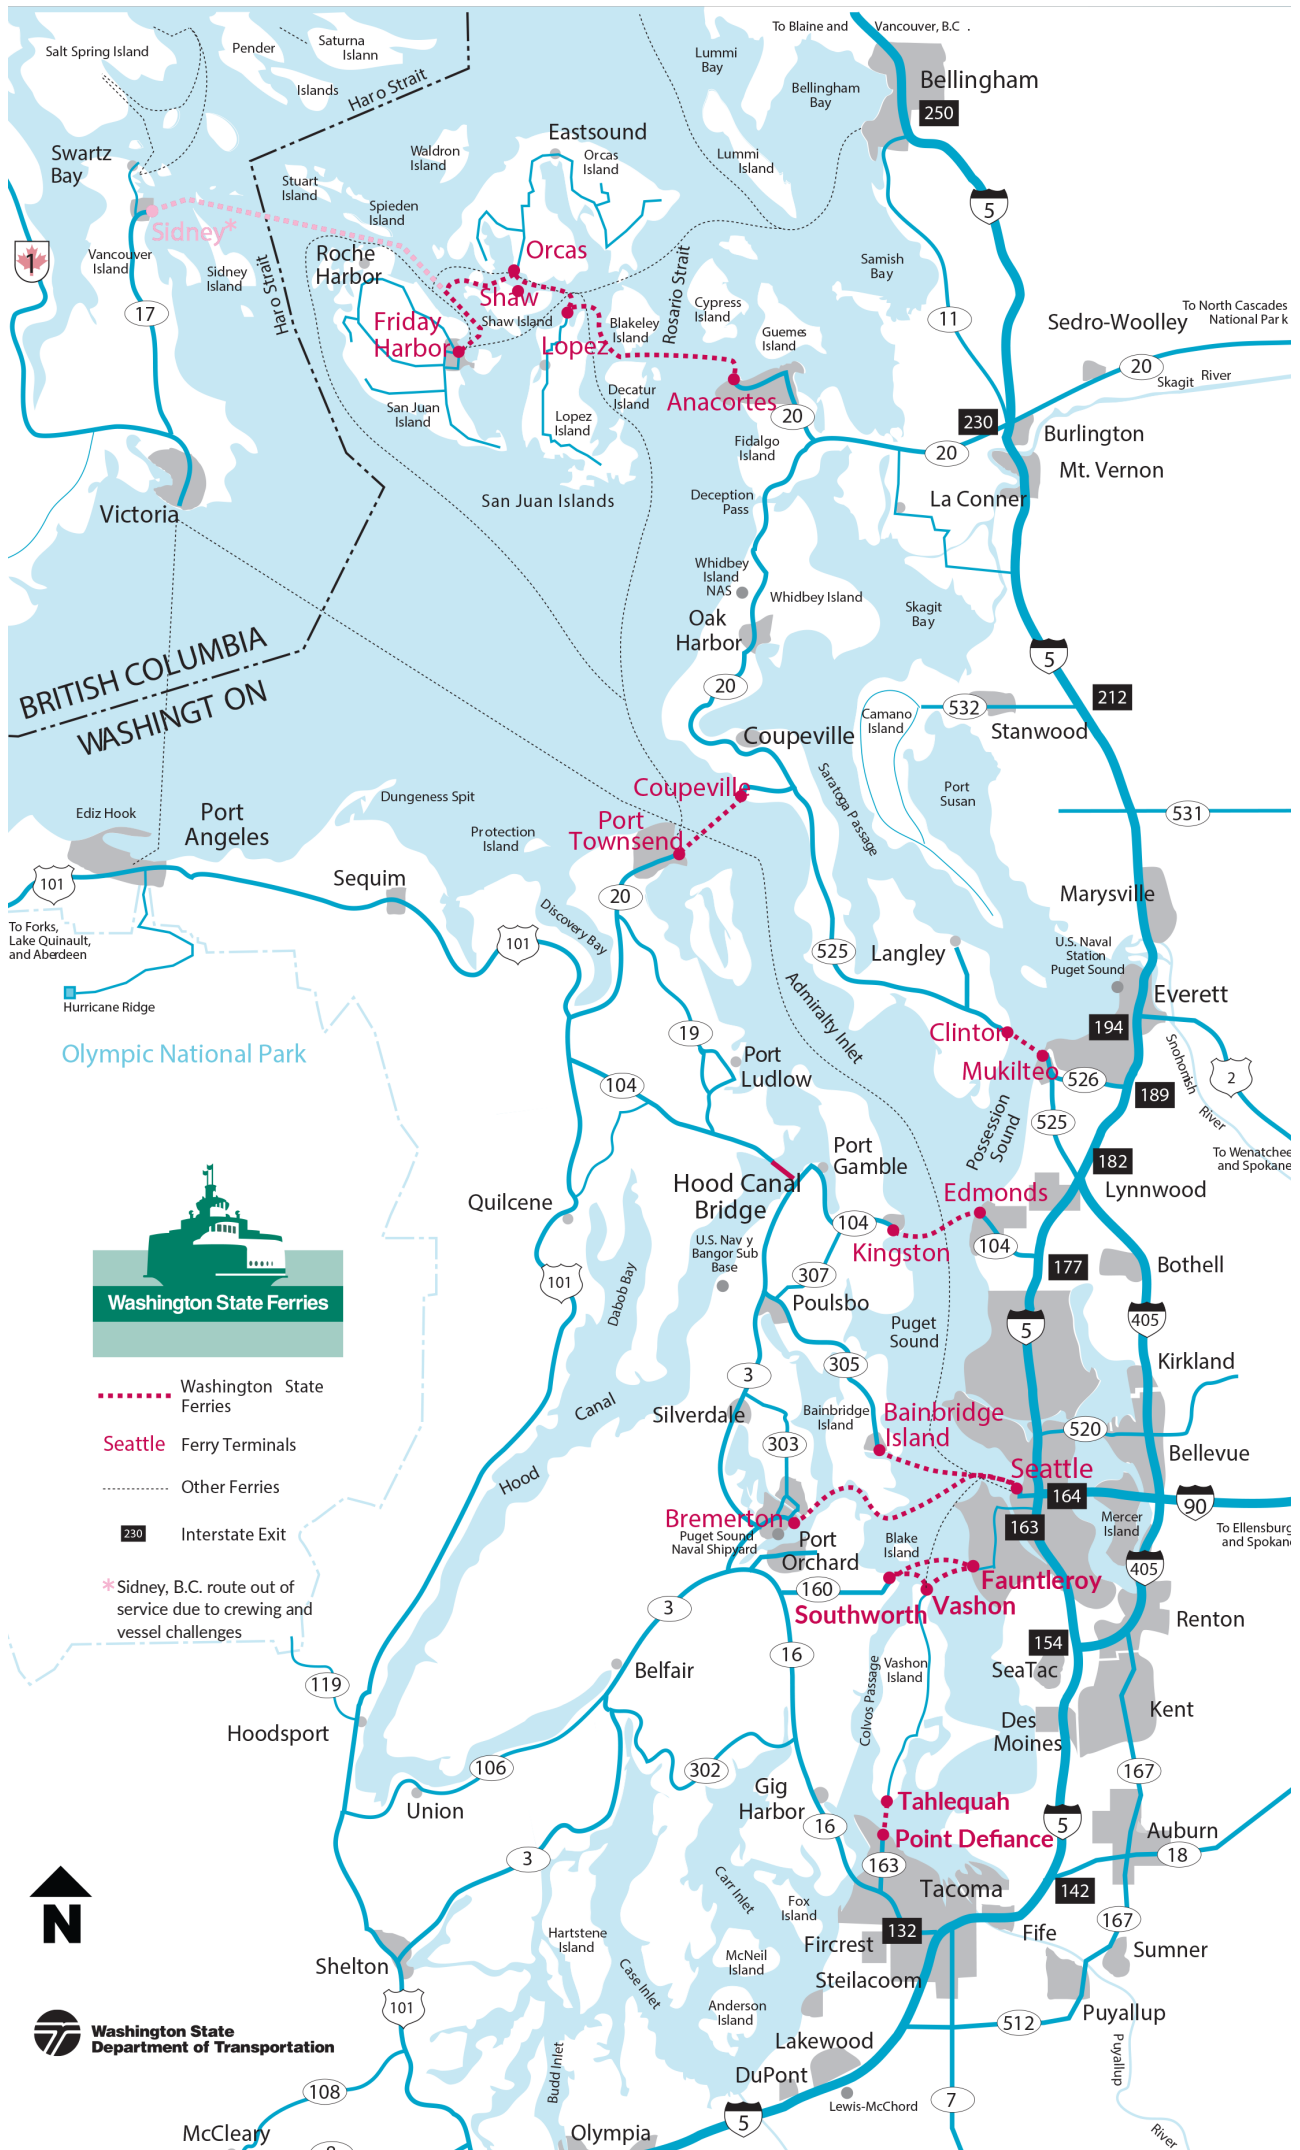 To Blaine and Vancouver, B.C .
Salt Spring Island
Pender
Saturna
Islann
Islands
Haro Strait
Lummi
Bay
Bellingham
Bay
Bellingham
250
Swartz
Bay
Waldron
Island
Eastsound
Orcas
Island
Lummi
Island
Stuart
Island
Spieden
Island
5
Sidney*
Vancouver
Island
Sidney
Island
Haro Strait
Roche
Harbor
Orcas
Shaw
Shaw Island
Rosario Strait
Samish
Bay
1
17
Friday
Harbor
Lopez
Blakeley
Island
Cypress
Island
Guemes
Island
11
To North Cascades
National Park
Sedro-Woolley
20
Skagit River
Decatur
Island
Anacortes
20
San Juan
Island
Lopez
Island
Fidalgo
Island
230
20
Burlington
Mt. Vernon
La Conner
Victoria
San Juan Islands
Deception
Pass
Whidbey
Island
NAS
Whidbey Island
Skagit
Bay
Oak
Harbor
5
BRITISH COLUMBIA
WASHINGT ON
20
Camano
Island
532
212
Stanwood
Coupeville
Saratoga Passage
Port
Susan
Coupeville
531
Ediz Hook
Port
Angeles
Dungeness Spit
Protection
Island
Port
Townsend
101
Sequim
20
Marysville
To Forks,
Lake Quinault,
and Aberdeen
Discovery Bay
101
525
Langley
U.S. Naval
Station
Puget Sound
Hurricane Ridge
Admiralty Inlet
Everett
194
Olympic National Park
19
Clinton
Mukilteo
Snohomish
River
Port
Ludlow
104
526
2
189
525
Possession
Sound
To Wenatchee
and Spokane
182
Port
Gamble
Hood Canal
Bridge
Quilcene
Edmonds
Lynnwood
104
Kingston
104
U.S. Nav y
Bangor Sub
Base
177
Bothell
307
101
Dabob Bay
Poulsbo
Washington State Ferries
Puget
Sound
5
405
Kirkland
305
3
Washington State
Ferries
Silverdale
Canal
Bainbridge
Island
Bainbridge
Island
520
Seattle Ferry Terminals
303
Bellevue
Hood
Seattle
Other Ferries
164
90
Bremerton
Puget Sound
Naval Shipyard
163
Mercer
Island
To Ellensburg
and Spokane
230 Interstate Exit
Port
Orchard
Blake
Island
405
* Sidney, B.C. route out of
service due to crewing and
vessel challenges
160
Fauntleroy
Southworth
Vashon
3
Renton
154
16
SeaTac
Belfair
Colvos Passage
Vashon
Island
119
Hoodsport
Des
Moines
Kent
106
302
167
Union
Gig
Harbor
Tahlequah
16
Point Defiance
5
Auburn
18
3
163
N
Carr Inlet
Tacoma
142
Fox
Island
167
Hartstene
Island
132
Fife
Fircrest
Sumner
Shelton
Case Inlet
McNeil
Island
Steilacoom
101
Anderson
Island
Puyallup
512
Washington State
Department of Transportation
Lakewood
Budd Inlet
DuPont
Puyallup
108
Lewis-McChord
7
5
McCleary
Olympia
River